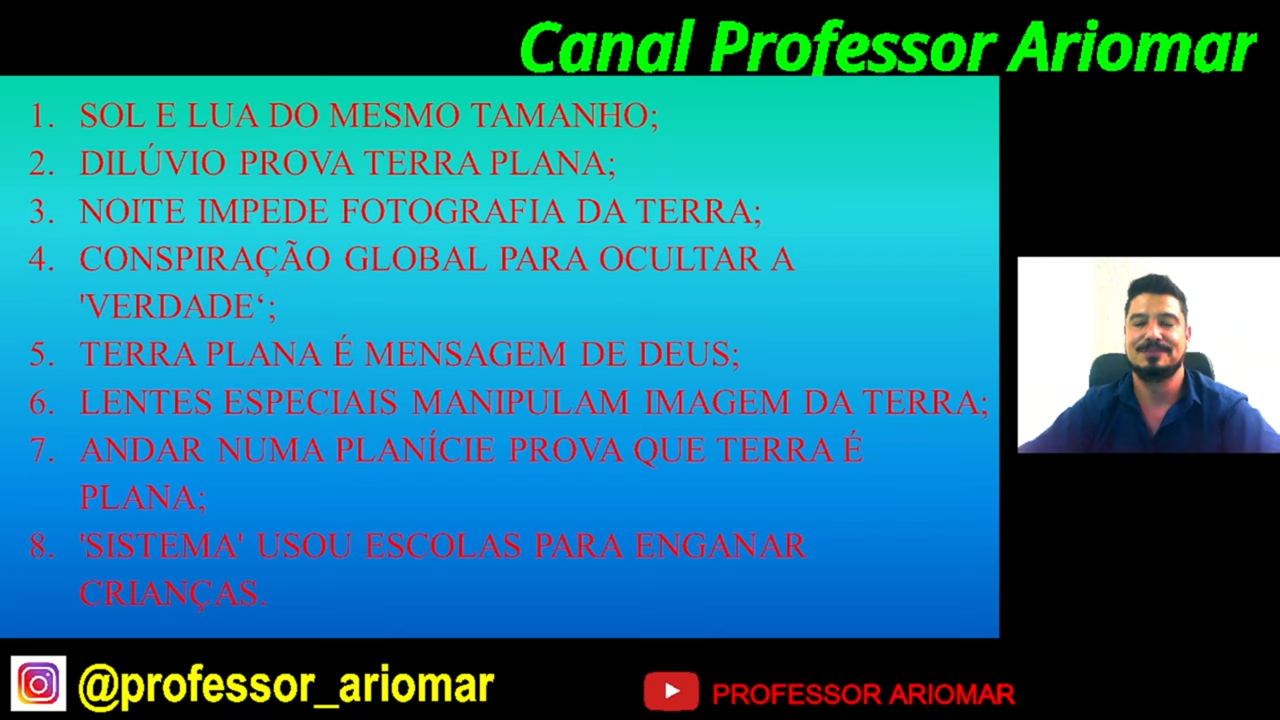 Canal Professor Ariomar
1. SOL E LUA DO MESMO TAMANHO;
2. DILÚVIO PROVA TERRA PLANA;
3. NOITE IMPEDE FOTOGRAFIA DA TERRA;
4. CONSPIRAÇÃO GLOBAL PARA OCULTAR A
'VERDADE‘;
5. TERRA PLANA É MENSAGEM DE DEUS;
6. LENTES ESPECIAIS MANIPULAM IMAGEM DA TERRA;
7. ANDAR NUMA PLANÍCIE PROVA QUE TERRA É
PLANA;
8. 'SISTEMA' USOU ESCOLAS PARA ENGANAR
CRIANÇAS.
@professor_ariomar
PROFESSOR ARIOMAR